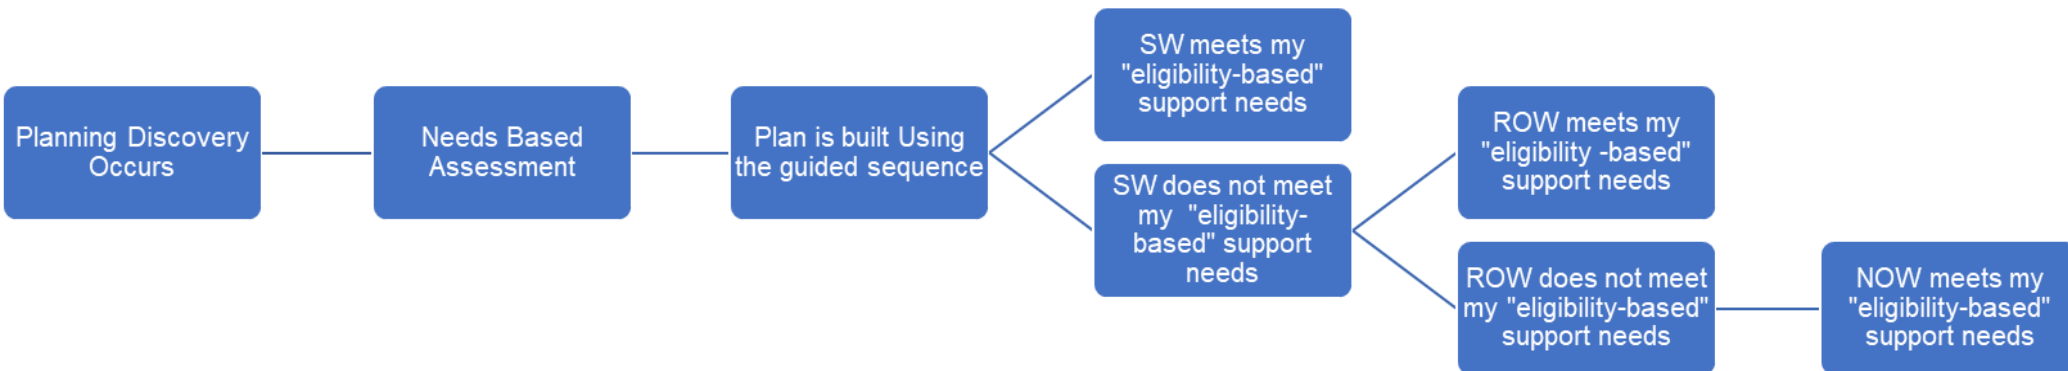 Planning Discovery
Occurs
Needs Based
Assessment
Plan is built Using
the guided sequence
SW meets my
"eligibility-based"
support needs
SW does not meet
my "eligibility-
based" support
needs
ROW meets my
"eligibility -based"
support needs
ROW does not meet
my "eligibility-based"
support needs
NOW meets my
"eligibility-based"
support needs